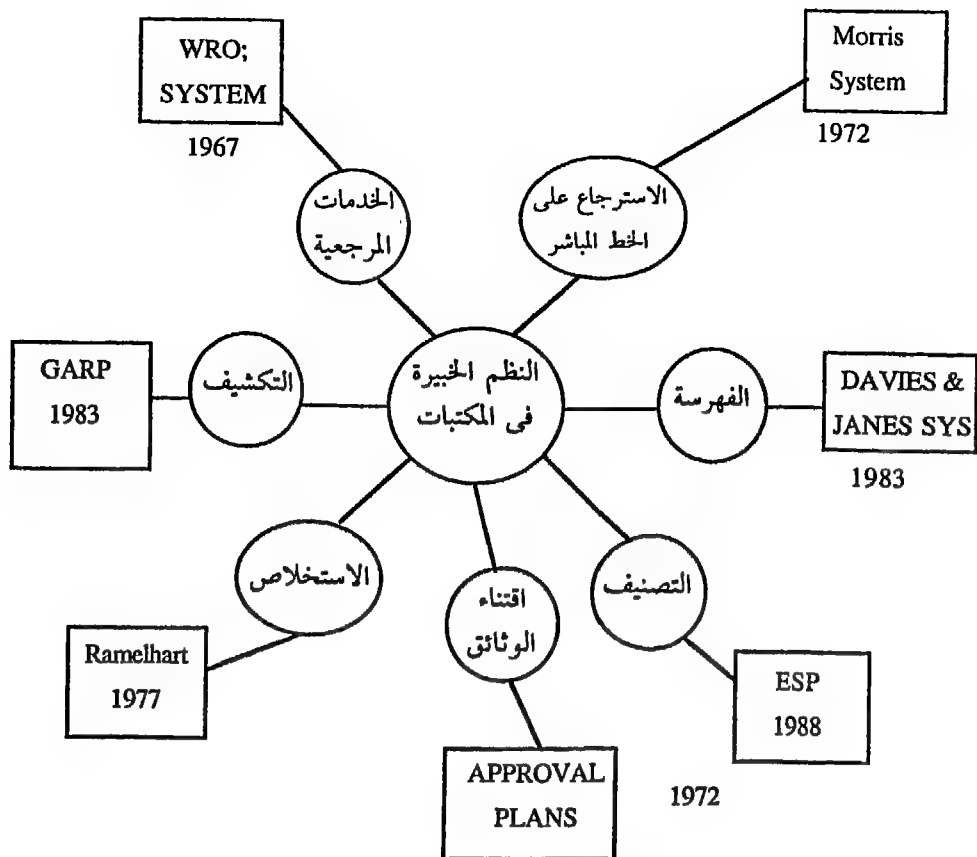 WRO;
SYSTEM
1967
Morris
System
1972
الخدمات
المرجعية
الاسترجاع على
الخط المباشر
GARP
1983
التكشيف
النظم الخبيرة
فى المكتبات
الفهرسة
DAVIES &
JANES SYS
1983
الاستخلاص
Ramelhart
1977
اقتناء
الوثائق
التصنيف
ESP
1988
APPROVAL
PLANS
1972